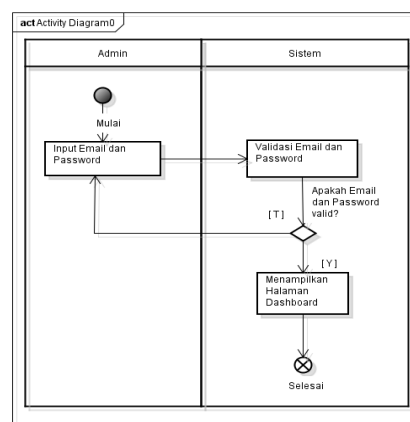 act Activity Diagram0
Admin
Sistem
Mulai
Input Email dan
Password
Validasi Email dan
Password
Apakah Email
dan Password
valid?
[ T ]
[ Y ]
Menampilkan
Halaman
Dashboard
Selesai